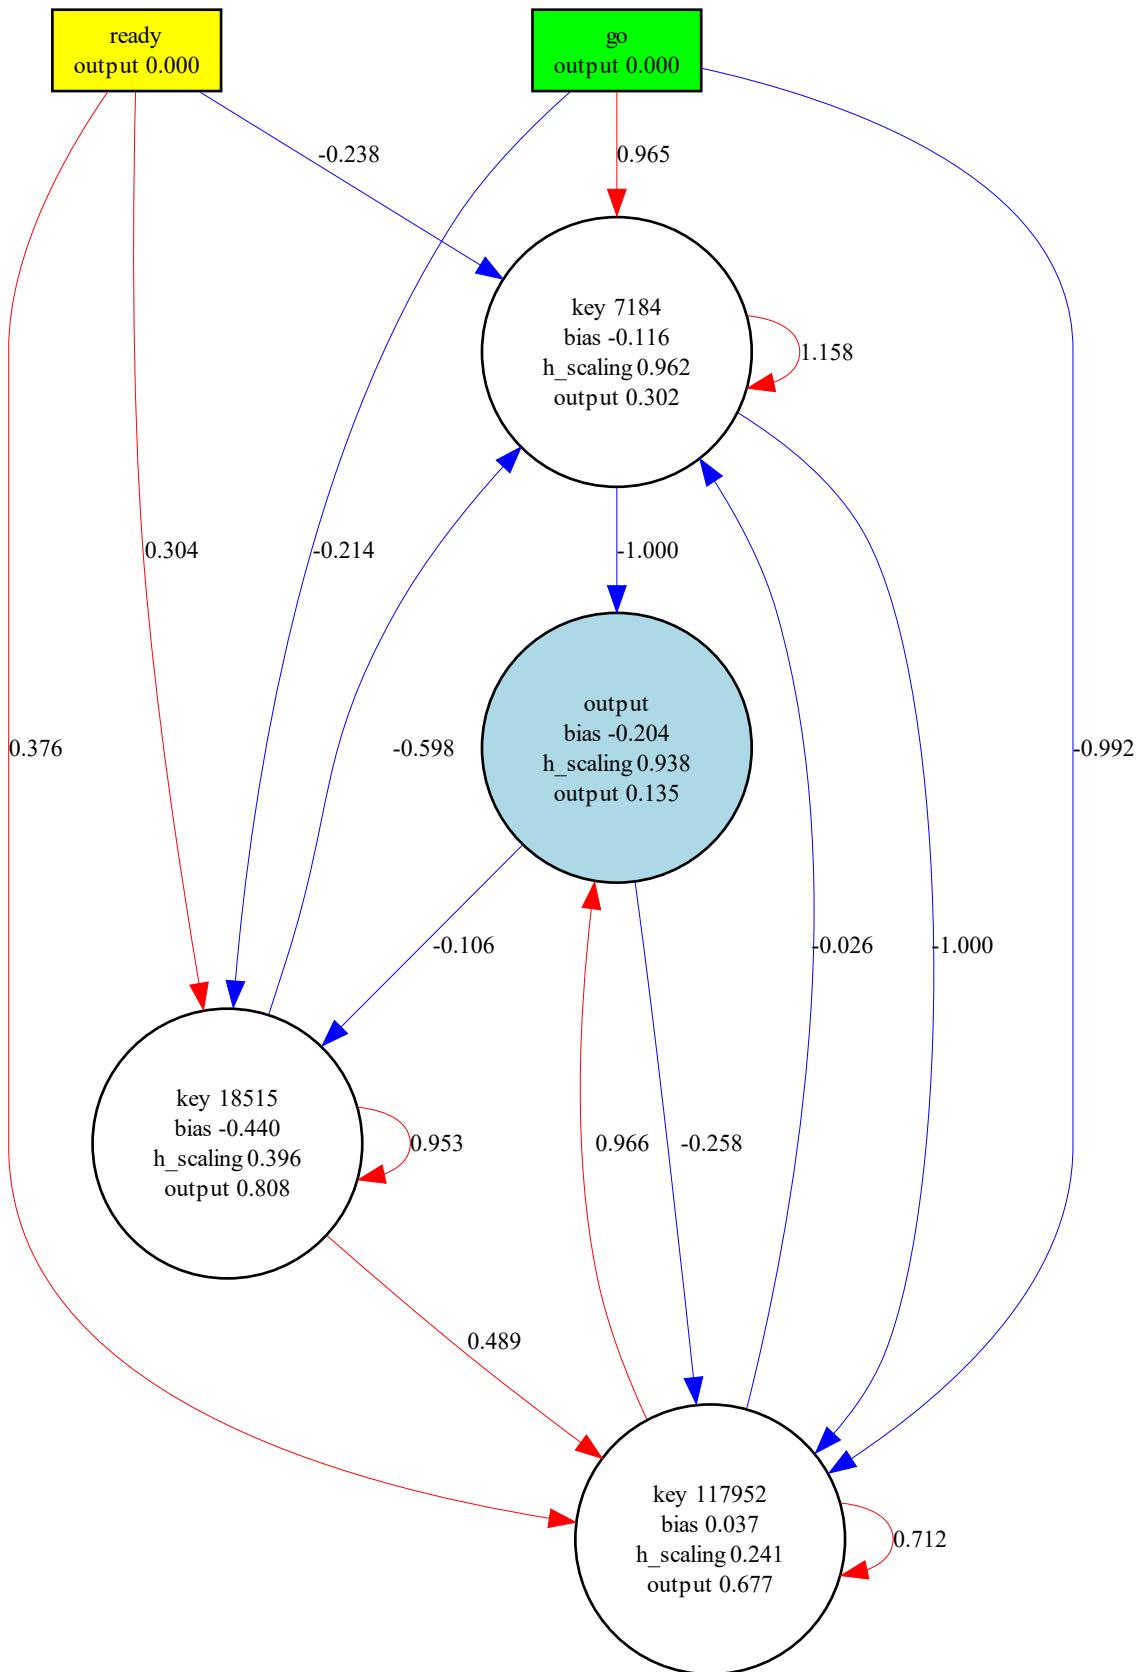 ready
output 0.000
go
output 0.000
-0.238
0.965
key 7184
bias -0.116
h_scaling 0.962
output 0.302
1.158
0.304
-0.214
-1.000
output
bias -0.204
h_scaling 0.938
output 0.135
0.376
-0.598
-0.992
-0.106
-0.026
-1.000
key 18515
bias -0.440
h_scaling 0.396
output 0.808
0.953
0.966
-0.258
0.489
key 117952
bias 0.037
h_scaling 0.241
output 0.677
0.712